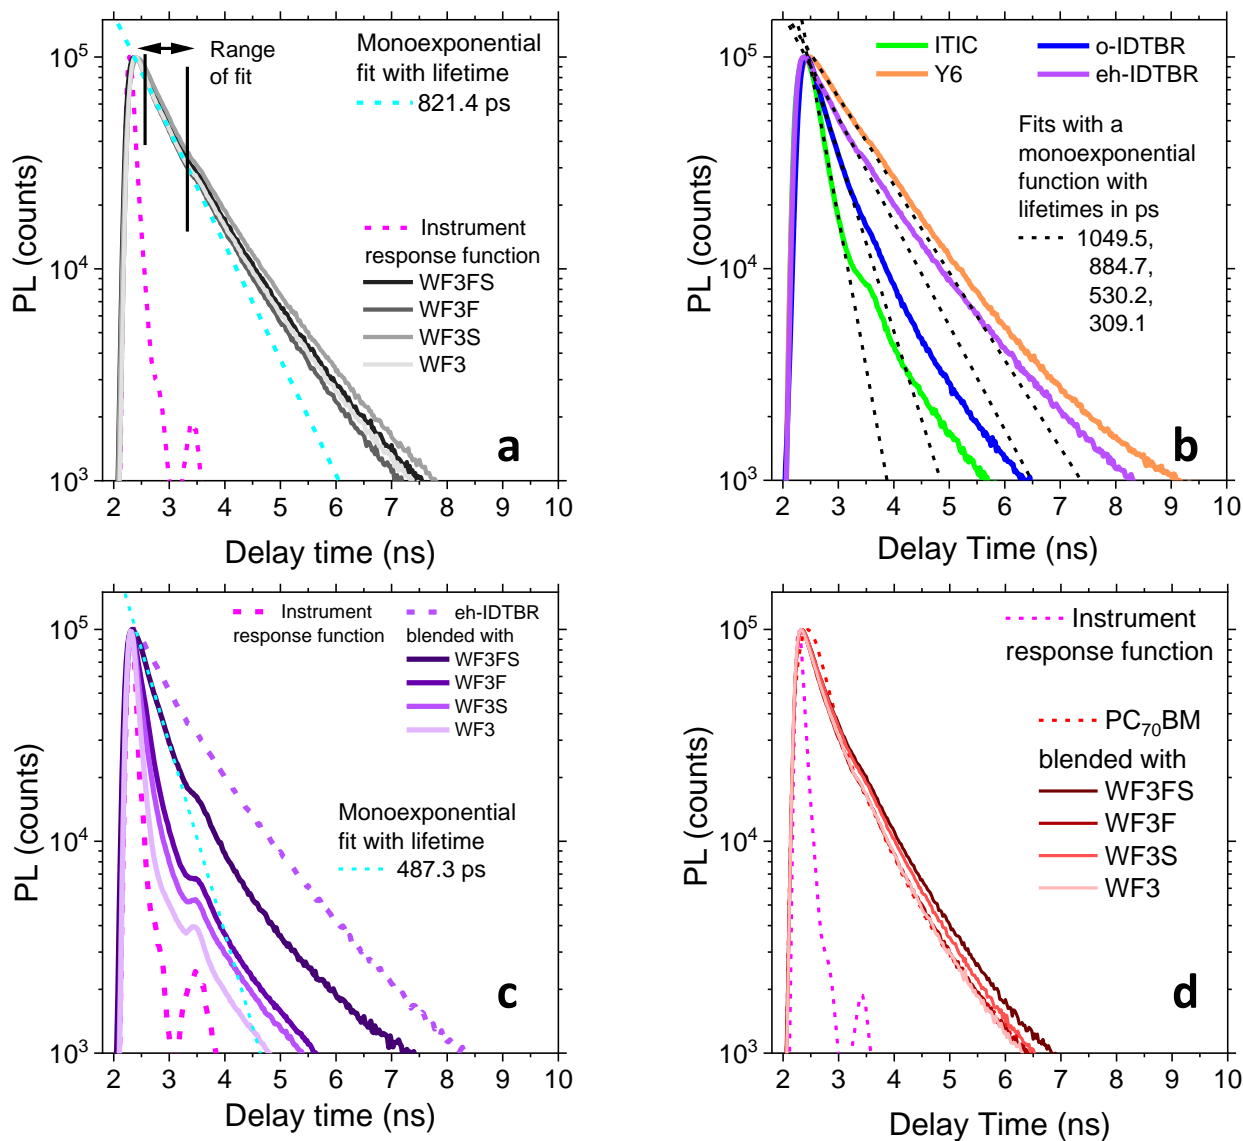 Range
of fit
Monoexponential
fit with lifetime
821.4 ps
Instrument
response function
WF3FS
WF3F
WF3S
WF3
a
PL (counts)
10⁵
10⁴
10³
2 3 4 5 6 7 8 9 10
Delay time (ns)
ITIC
Y6
o-IDTBR
eh-IDTBR
Fits with a
monoexponential
function with
lifetimes in ps
1049.5,
884.7,
530.2,
309.1
b
PL (counts)
10⁵
10⁴
10³
2 3 4 5 6 7 8 9 10
Delay Time (ns)
Instrument
response function
eh-IDTBR
blended with
WF3FS
WF3F
WF3S
WF3
Monoexponential
fit with lifetime
487.3 ps
c
PL (counts)
10⁵
10⁴
10³
2 3 4 5 6 7 8 9 10
Delay time (ns)
Instrument
response function
PC₇₀BM
blended with
WF3FS
WF3F
WF3S
WF3
d
PL (counts)
10⁵
10⁴
10³
2 3 4 5 6 7 8 9 10
Delay Time (ns)